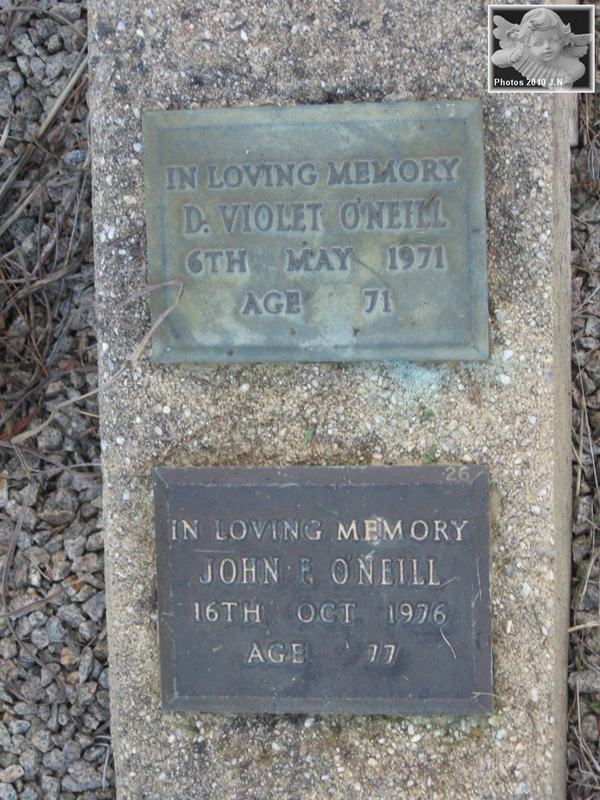 Photos 2010 J.N
IN LOVING MEMORY
D. VIOLET O'NEILL
6TH MAY 1971
AGE 71
26
IN LOVING MEMORY
JOHN F. O'NEILL
16TH OCT 1976
AGE 77